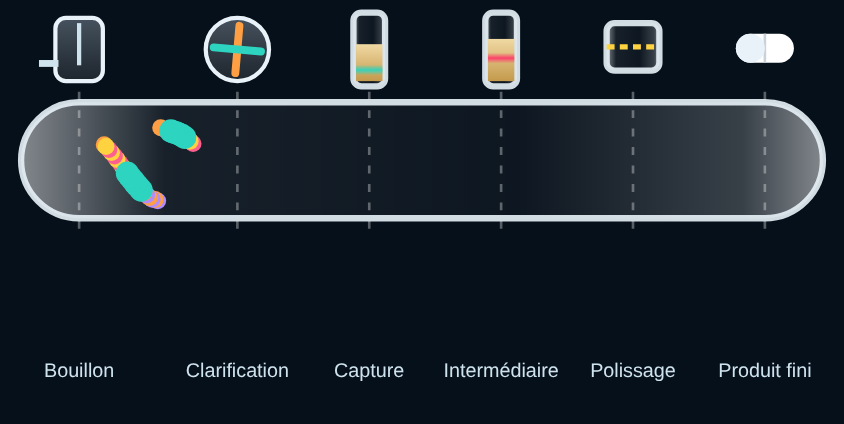 Bouillon
Clarification
Capture
Intermédiaire
Polissage
Produit fini